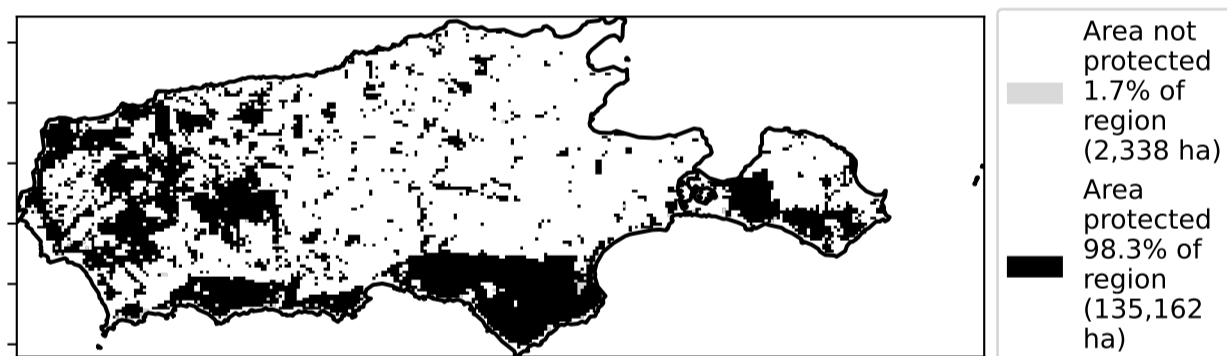 Area not
protected
1.7% of
region
(2,338 ha)
Area
protected
98.3% of
region
(135,162
ha)